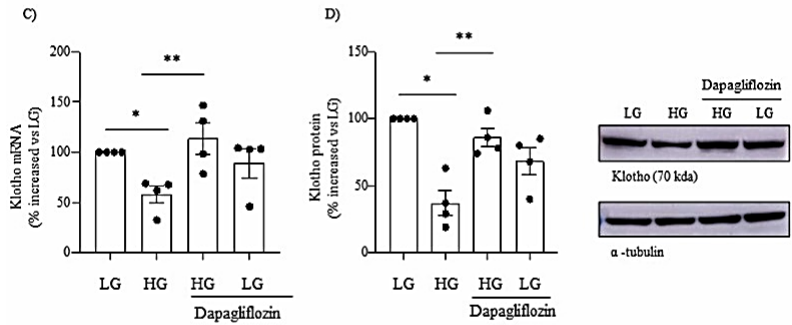 C)
Klotho mRNA
(% increased vs LG)
200
150
100
50
0
*
**
LG HG HG LG
Dapagliflozin
D)
Klotho protein
(% increased vs LG)
150
100
50
0
*
**
LG HG HG LG
Dapagliflozin
Dapagliflozin
LG HG HG LG
Klotho (70 kda)
α -tubulin